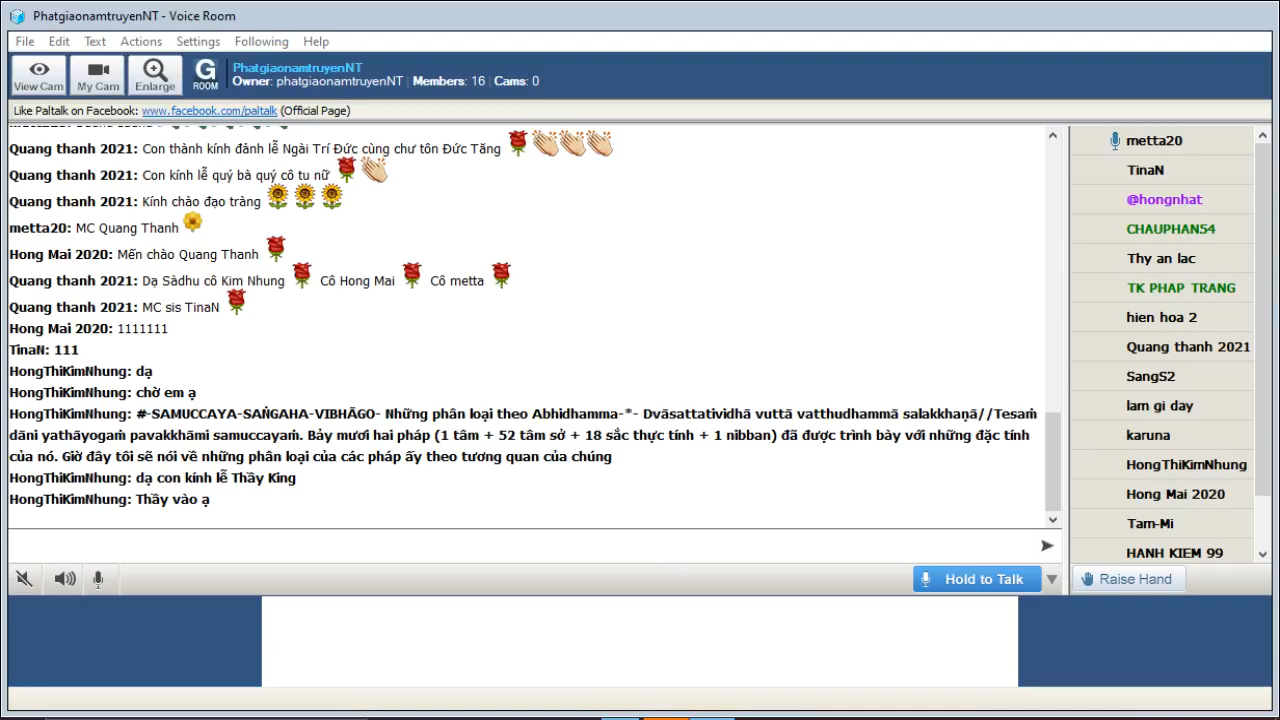 PhatgiaonamtruyenNT - Voice Room
File Edit Text Actions Settings Following Help
View Cam My Cam Enlarge G ROOM
PhatgiaonamtruyenNT
Owner: phatgiaonamtruyenNT | Members: 16 | Cams: 0
Like Paltalk on Facebook: www.facebook.com/paltalk (Official Page)
Quang thanh 2021: Con thành kính đảnh lễ Ngài Trí Đức cùng chư tôn Đức Tăng
Quang thanh 2021: Con kính lễ quý bà quý cô tu nữ
Quang thanh 2021: Kính chào đạo tràng
metta20: MC Quang Thanh
Hong Mai 2020: Mến chào Quang Thanh
Quang thanh 2021: Dạ Sàdhu cô Kim Nhung Cô Hong Mai Cô metta
Quang thanh 2021: MC sis TinaN
Hong Mai 2020: 1111111
TinaN: 111
HongThiKimNhung: dạ
HongThiKimNhung: chờ em ạ
HongThiKimNhung: #-SAMUCCAYA-SAṄGAHA-VIBHĀGO- Những phân loại theo Abhidhamma-*- Dvāsattatividhā vuttā vatthudhammā salakkhaṇā//Tesaṁ
dāni yathāyogaṁ pavakkhāmi samuccayaṁ. Bảy mươi hai pháp (1 tâm + 52 tâm sở + 18 sắc thực tính + 1 nibban) đã được trình bày với những đặc tính
của nó. Giờ đây tôi sẽ nói về những phân loại của các pháp ấy theo tương quan của chúng
HongThiKimNhung: dạ con kính lễ Thầy King
HongThiKimNhung: Thầy vào ạ
metta20
TinaN
@hongnhat
CHAUPHAN54
Thy an lac
TK PHAP TRANG
hien hoa 2
Quang thanh 2021
SangS2
lam gi day
karuna
HongThiKimNhung
Hong Mai 2020
Tam-Mi
HANH KIEM 99
Hold to Talk
Raise Hand